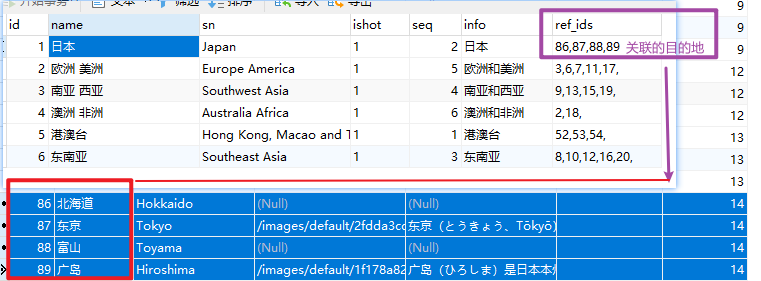 文本 筛选 排序 导入 导出
id name sn ishot seq info ref_ids
1 日本 Japan 1 2 日本 86,87,88,89 关联的目的地
2 欧洲 美洲 Europe America 1 5 欧洲和美洲 3,6,7,11,17,
3 南亚 西亚 Southwest Asia 1 4 南亚和西亚 9,13,15,19,
4 澳洲 非洲 Australia Africa 1 6 澳洲和非洲 2,18,
5 港澳台 Hong Kong, Macao and T 1 1 港澳台 52,53,54,
6 东南亚 Southeast Asia 1 3 东南亚 8,10,12,16,20,
9
9
9
12
12
12
13
13
13
86 北海道 Hokkaido (Null) (Null) 14
87 东京 Tokyo /images/default/2fdda3cc 东京（とうきょう、Tōkyō） 14
88 富山 Toyama (Null) (Null) 14
89 广岛 Hiroshima /images/default/1f178a82 广岛（ひろしま）是日本本 14